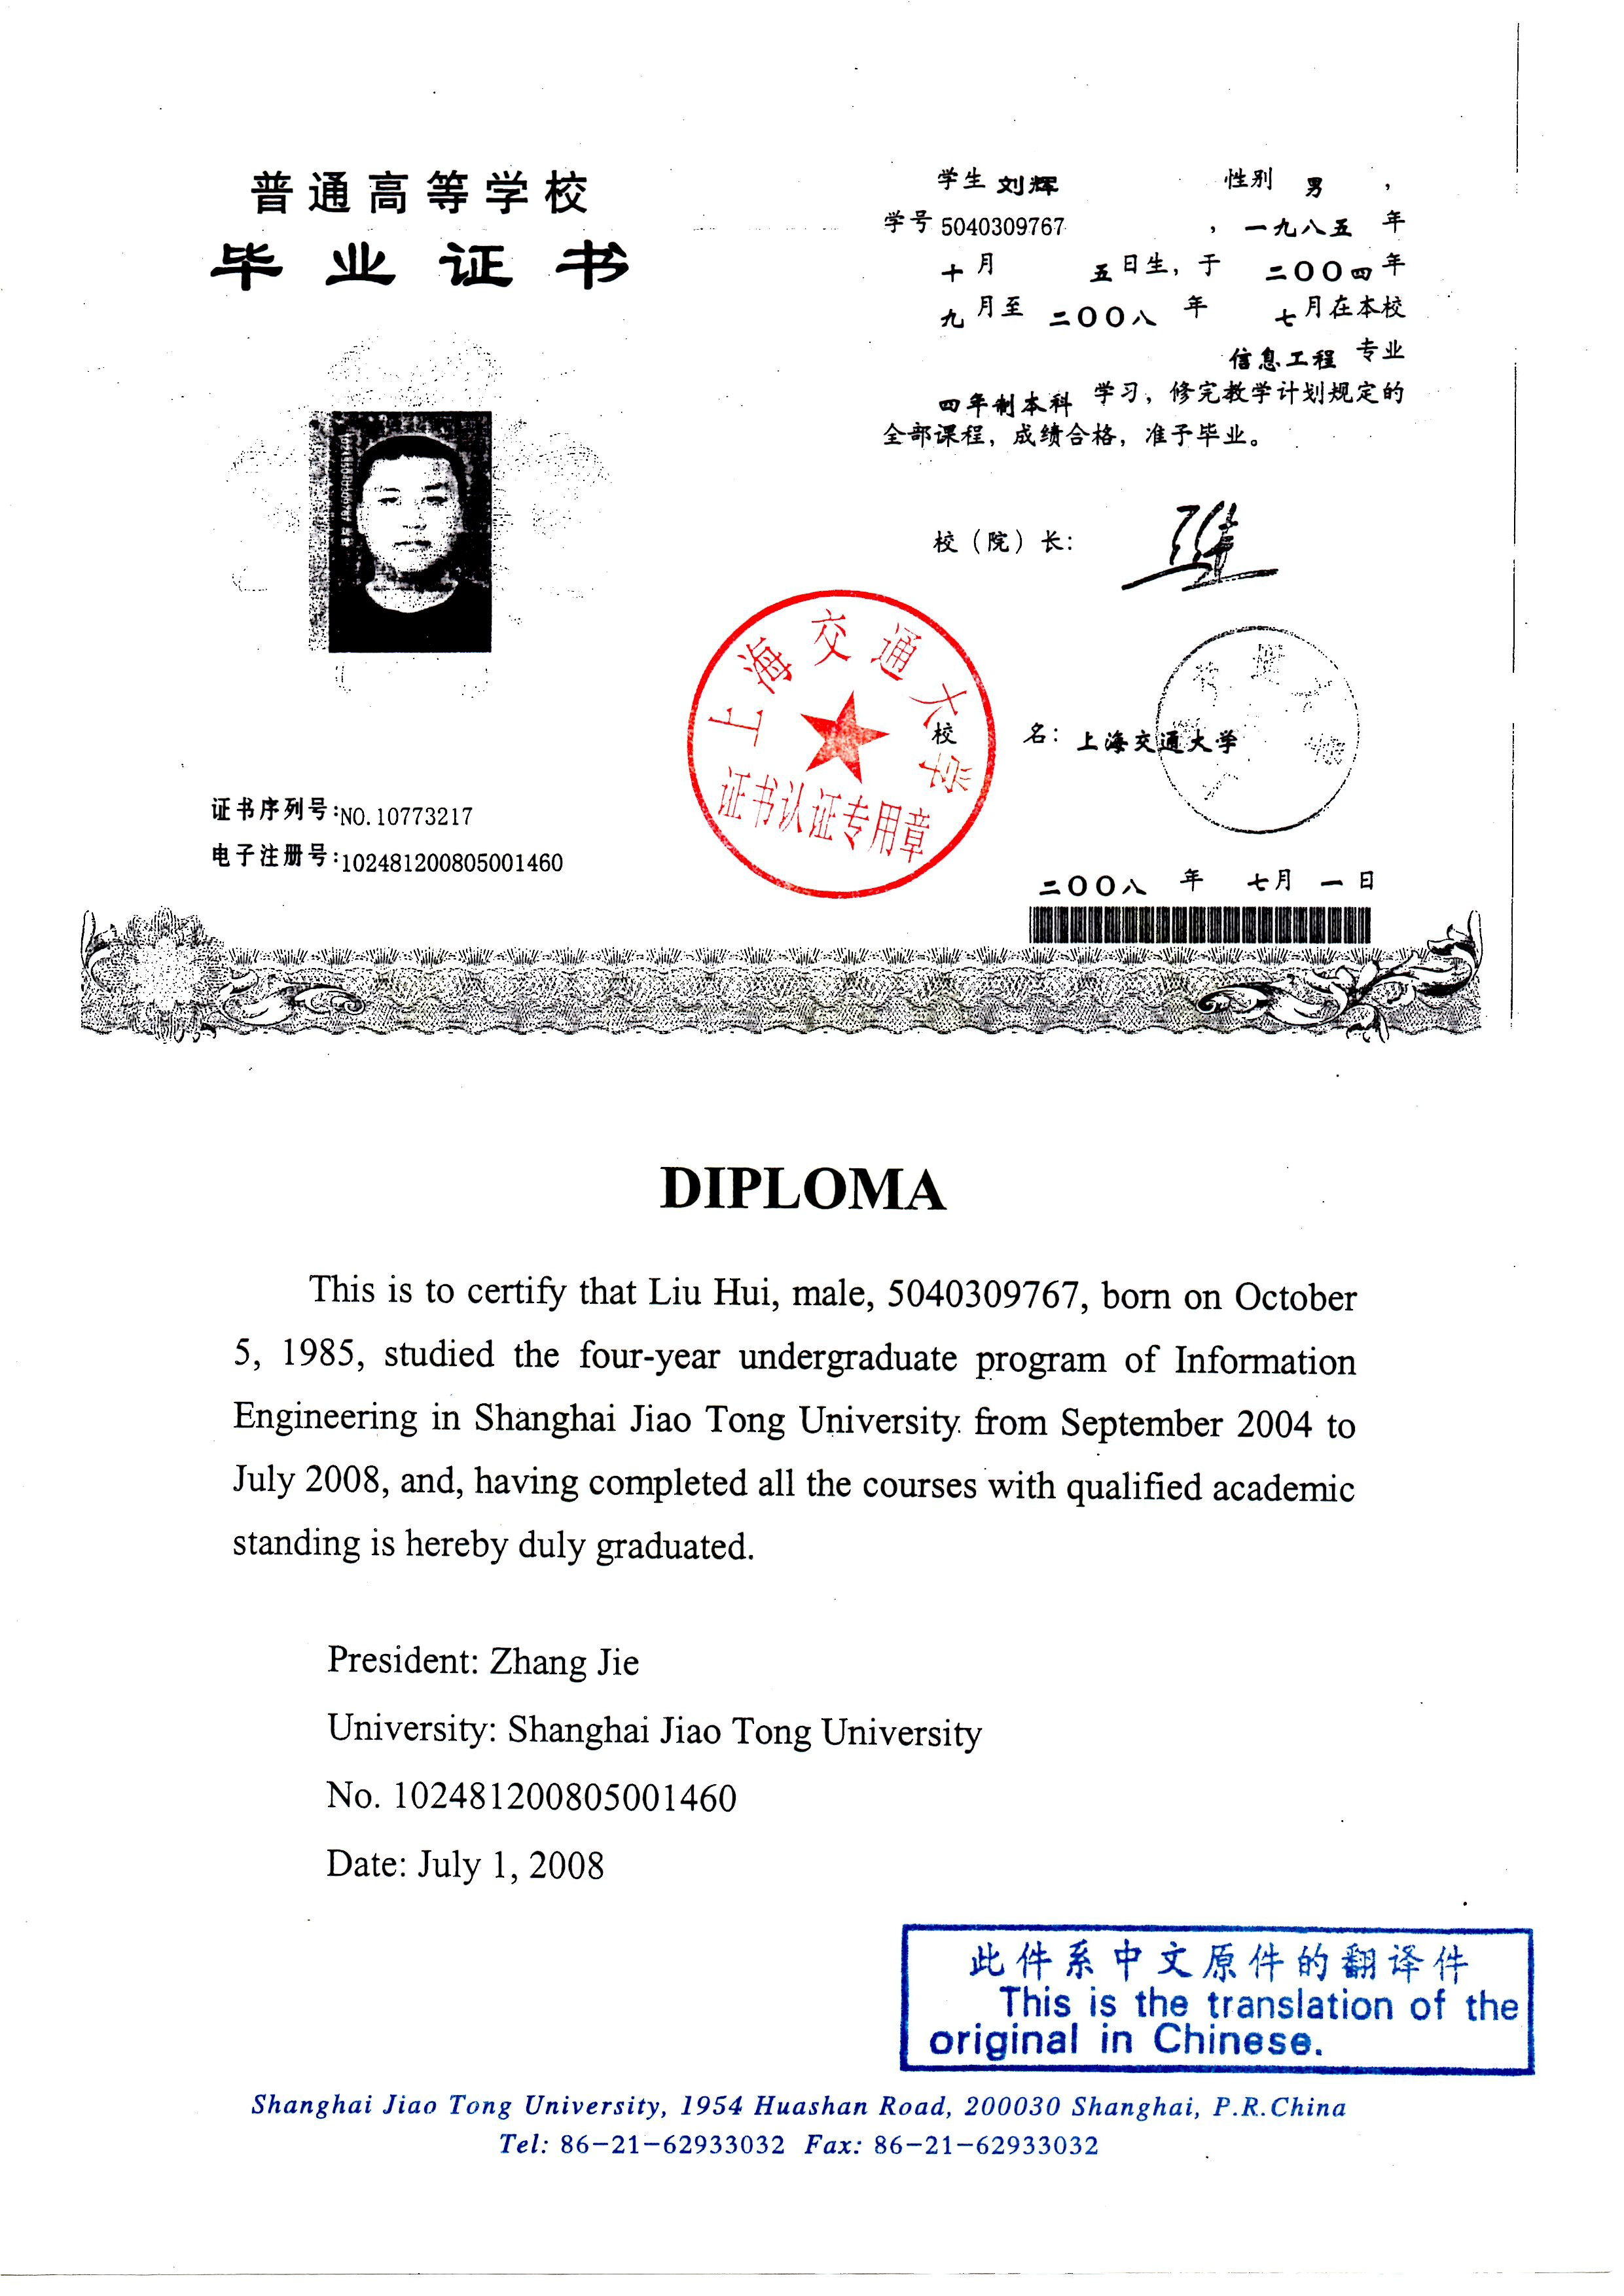 普通高等学校
毕业证书
证书序列号:NO.10773217
电子注册号:102481200805001460
学生 刘辉 性别 男 ,
学号 5040309767 , 一九八五 年
十 月 五 日生, 于 二〇〇四 年
九 月至 二〇〇八 年 七 月在本校
信息工程 专业
四年制本科 学习, 修完教学计划规定的
全部课程, 成绩合格, 准予毕业。
校（院）长:
校 名: 上海交通大学
上海交通大学
证书认证专用章
二〇〇八 年 七月 一 日
DIPLOMA
This is to certify that Liu Hui, male, 5040309767, born on October
5, 1985, studied the four-year undergraduate program of Information
Engineering in Shanghai Jiao Tong University from September 2004 to
July 2008, and, having completed all the courses with qualified academic
standing is hereby duly graduated.
President: Zhang Jie
University: Shanghai Jiao Tong University
No. 102481200805001460
Date: July 1, 2008
此件系中文原件的翻译件
This is the translation of the
original in Chinese.
Shanghai Jiao Tong University, 1954 Huashan Road, 200030 Shanghai, P.R.China
Tel: 86-21-62933032 Fax: 86-21-62933032